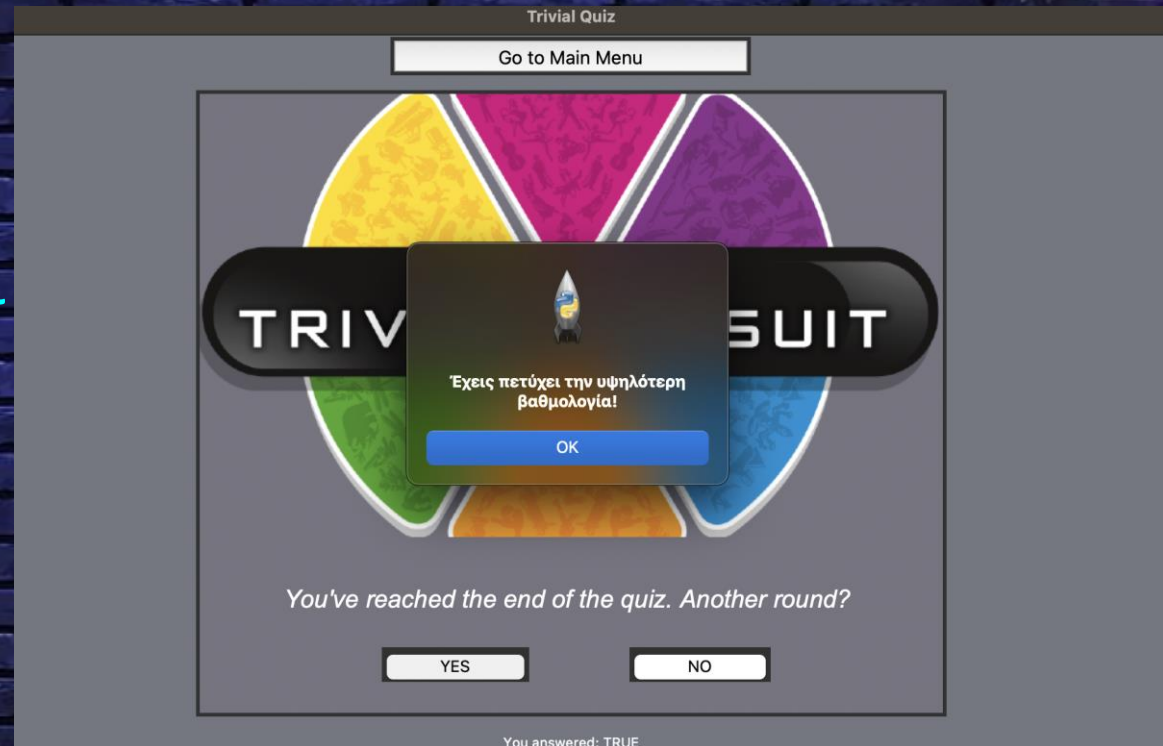 Trivial Quiz
Go to Main Menu
TRIV SUIT
Έχεις πετύχει την υψηλότερη
βαθμολογία!
OK
You've reached the end of the quiz. Another round?
YES NO
You answered: TRUE